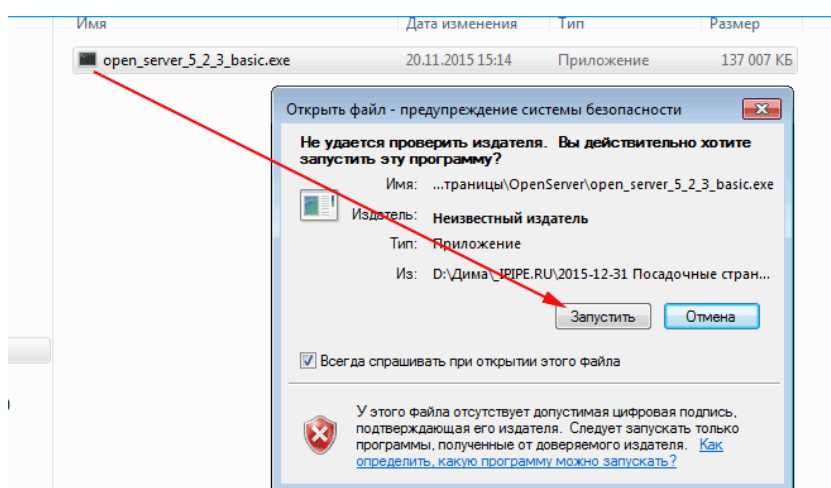 Имя Дата изменения Тип Размер
open_server_5_2_3_basic.exe 20.11.2015 15:14 Приложение 137 007 КБ
Открыть файл - предупреждение системы безопасности
Не удается проверить издателя. Вы действительно хотите
запустить эту программу?
Имя: ...траницы\OpenServer\open_server_5_2_3_basic.exe
Издатель: Неизвестный издатель
Тип: Приложение
Из: D:\Дима\_IPIPE.RU\2015-12-31 Посадочные стран...
Запустить Отмена
Всегда спрашивать при открытии этого файла
У этого файла отсутствует допустимая цифровая подпись,
подтверждающая его издателя. Следует запускать только
программы, полученные от доверяемого издателя. Как
определить, какую программу можно запускать?